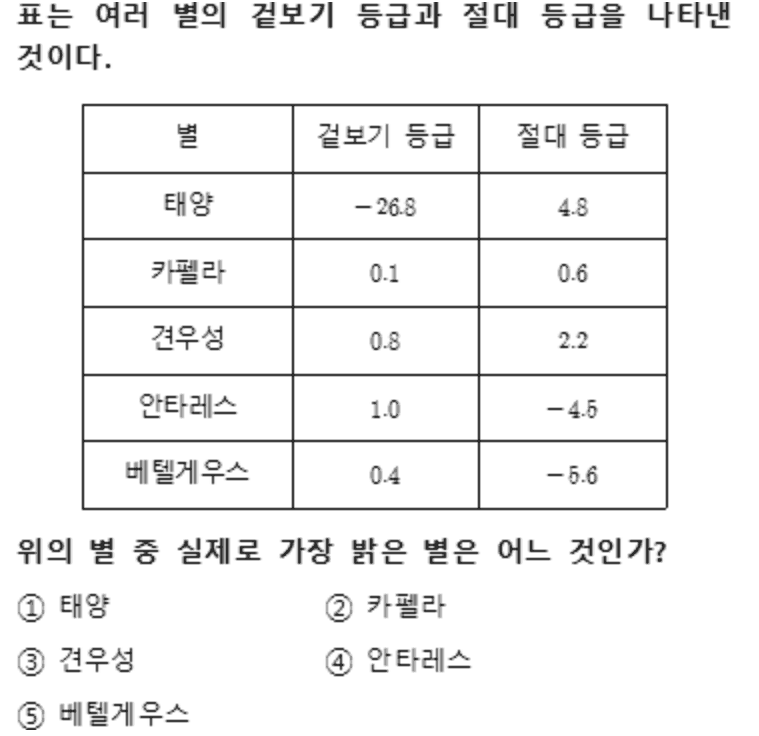 표는 여러 별의 겉보기 등급과 절대 등급을 나타낸
것이다.
별 겉보기 등급 절대 등급
태양 -26.8 4.8
카펠라 0.1 0.6
견우성 0.8 2.2
안타레스 1.0 -4.5
베텔게우스 0.4 -5.6
위의 별 중 실제로 가장 밝은 별은 어느 것인가?
① 태양 ② 카펠라
③ 견우성 ④ 안타레스
⑤ 베텔게우스